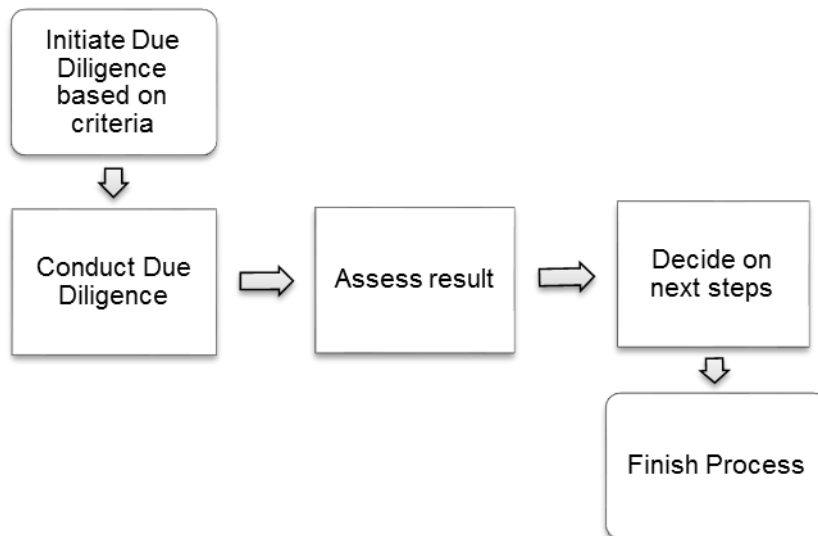 Initiate Due
Diligence
based on
criteria
Conduct Due
Diligence
Assess result
Decide on
next steps
Finish Process